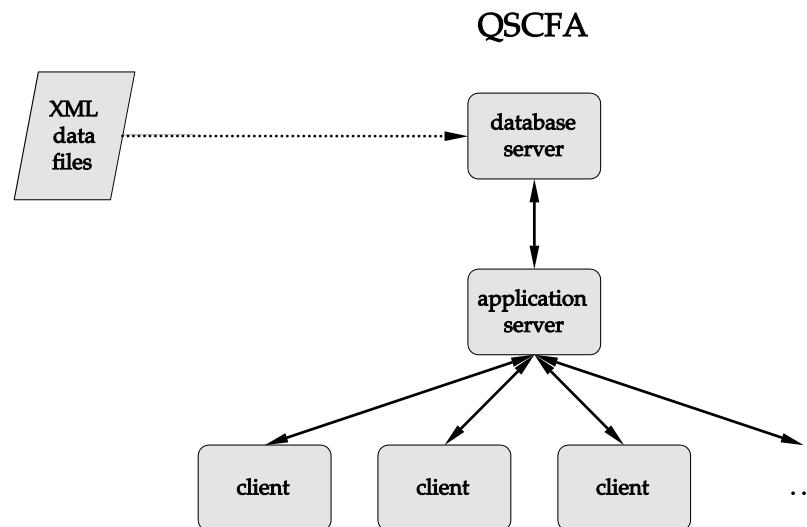 QSCFA
XML
data
files
database
server
application
server
client
client
client
..